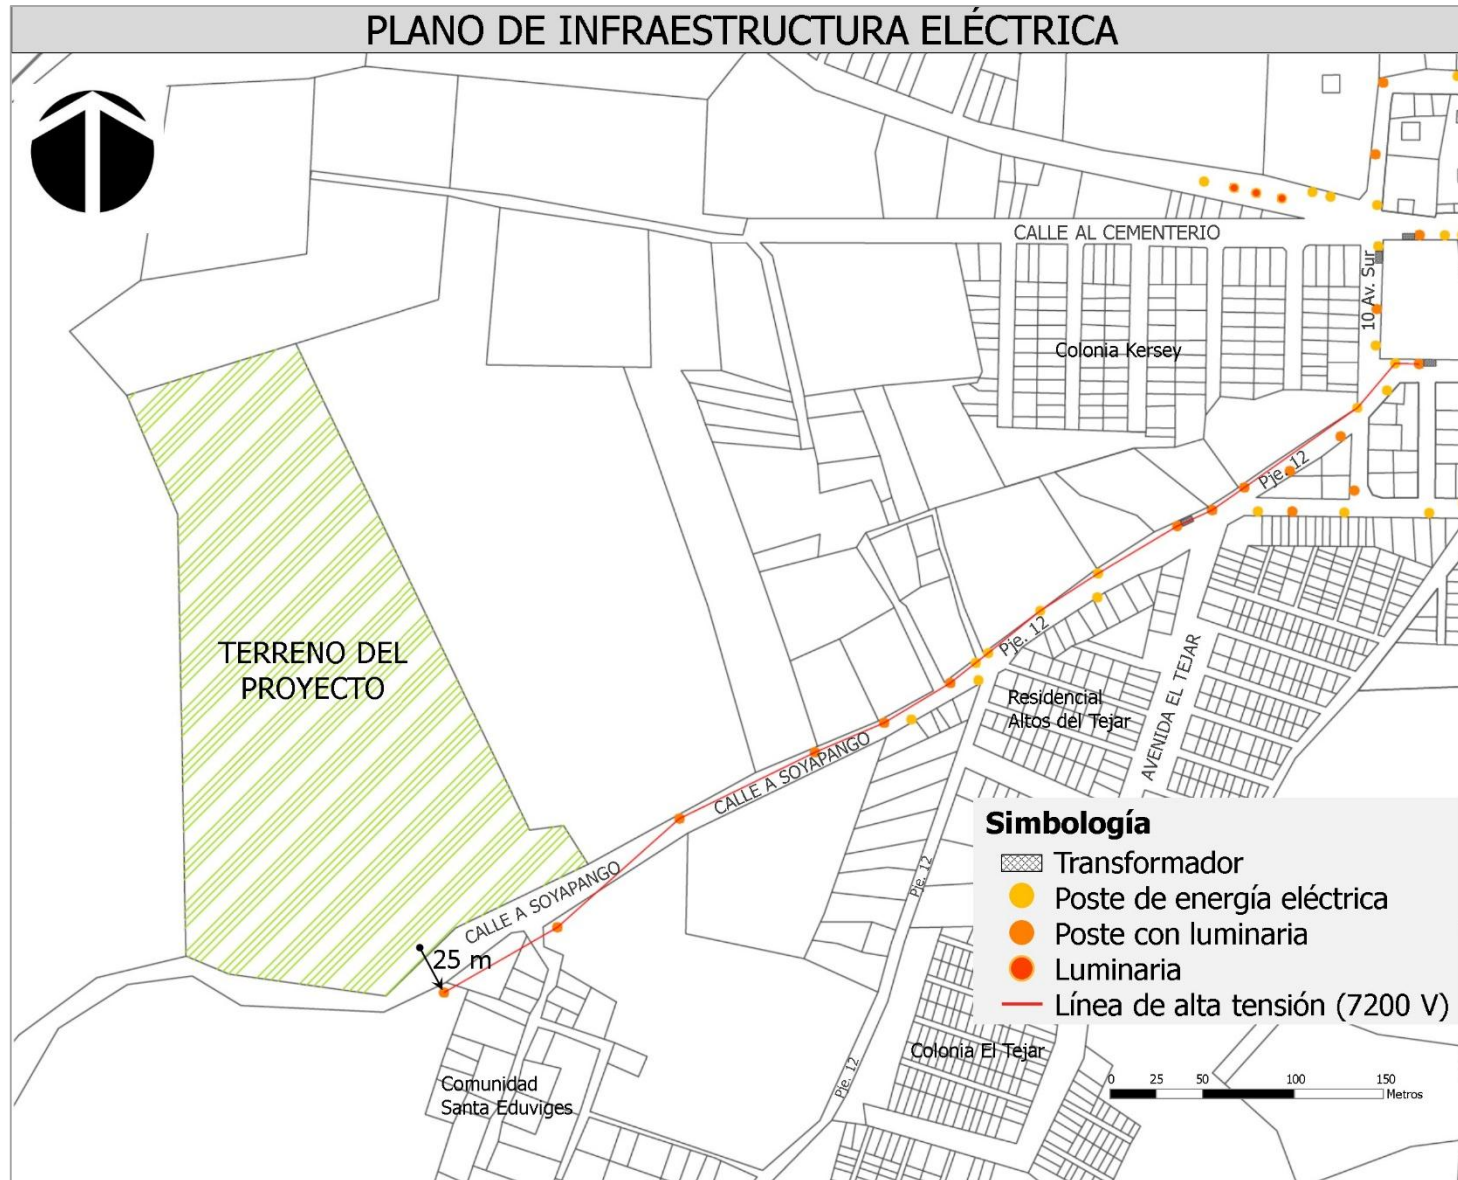 PLANO DE INFRAESTRUCTURA ELÉCTRICA
CALLE AL CEMENTERIO
10 Av. Sur
Colonia Kersey
Pje. 12
Pje. 12
TERRENO DEL
PROYECTO
Residencial
Altos del Tejar
AVENIDA EL TEJAR
CALLE A SOYAPANGO
CALLE A SOYAPANGO
25 m
Pje. 12
Simbología
Transformador
Poste de energía eléctrica
Poste con luminaria
Luminaria
Línea de alta tensión (7200 V)
Colonia El Tejar
Pje. 12
Comunidad
Santa Eduviges
0 25 50 100 150
Metros